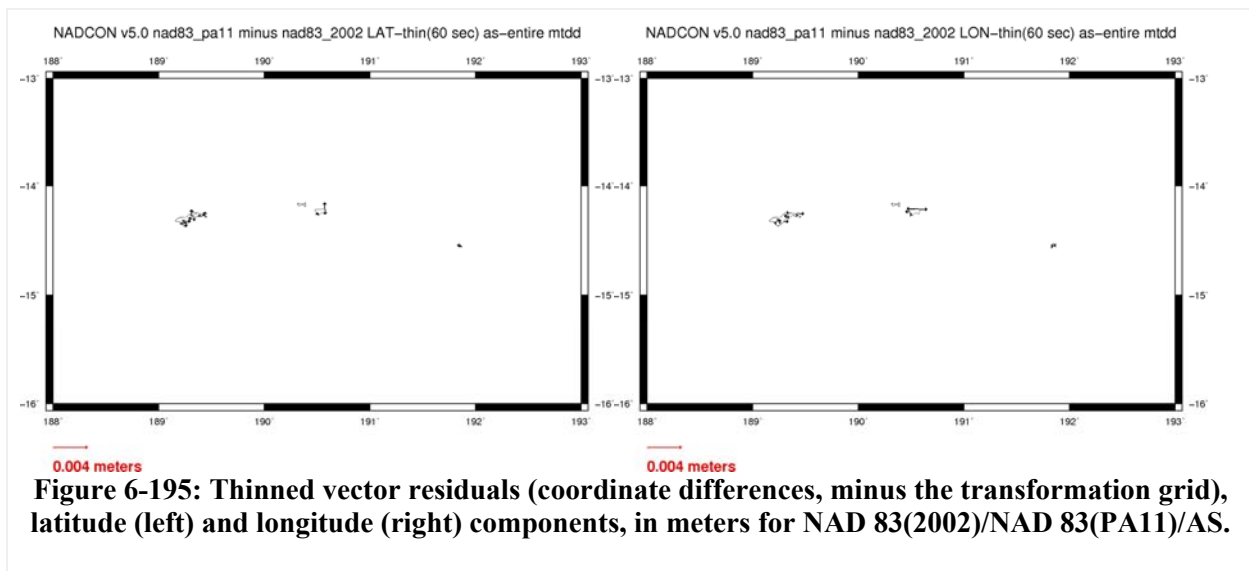 NADCON v5.0 nad83_pa11 minus nad83_2002 LAT−thin(60 sec) as−entire mtdd
188˚ 189˚ 190˚ 191˚ 192˚ 193˚
−13˚
−14˚
−15˚
−16˚
188˚ 189˚ 190˚ 191˚ 192˚ 193˚
0.004 meters
NADCON v5.0 nad83_pa11 minus nad83_2002 LON−thin(60 sec) as−entire mtdd
188˚ 189˚ 190˚ 191˚ 192˚ 193˚
−13˚ −13˚
−14˚ −14˚
−15˚ −15˚
−16˚ −16˚
188˚ 189˚ 190˚ 191˚ 192˚ 193˚
0.004 meters
Figure 6-195: Thinned vector residuals (coordinate differences, minus the transformation grid),
latitude (left) and longitude (right) components, in meters for NAD 83(2002)/NAD 83(PA11)/AS.